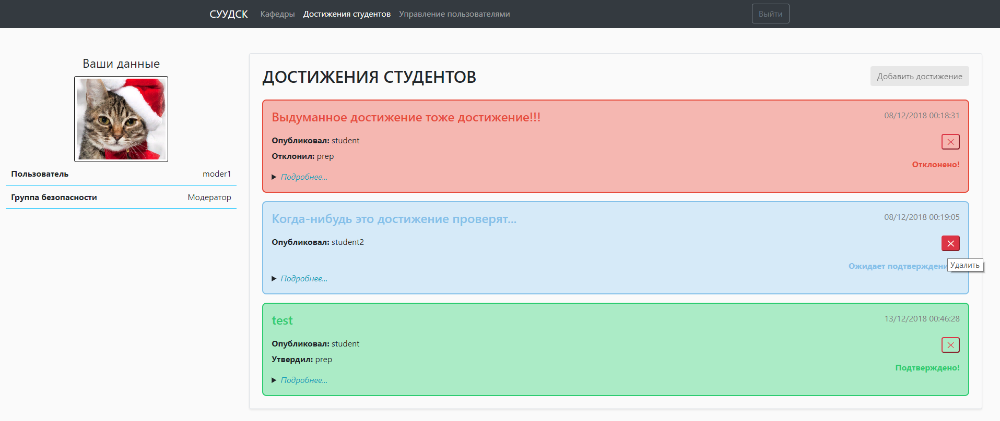 СУУДСК Кафедры Достижения студентов Управление пользователями Выйти
Ваши данные
Пользователь moder1
Группа безопасности Модератор
ДОСТИЖЕНИЯ СТУДЕНТОВ Добавить достижение
Выдуманное достижение тоже достижение!!! 08/12/2018 00:18:31
Опубликовал: student
Отклонил: prep
Отклонено!
Подробнее...
Когда-нибудь это достижение проверят... 08/12/2018 00:19:05
Опубликовал: student2
Ожидает подтверждени
Удалить
Подробнее...
test 13/12/2018 00:46:28
Опубликовал: student
Утвердил: prep
Подтверждено!
Подробнее...